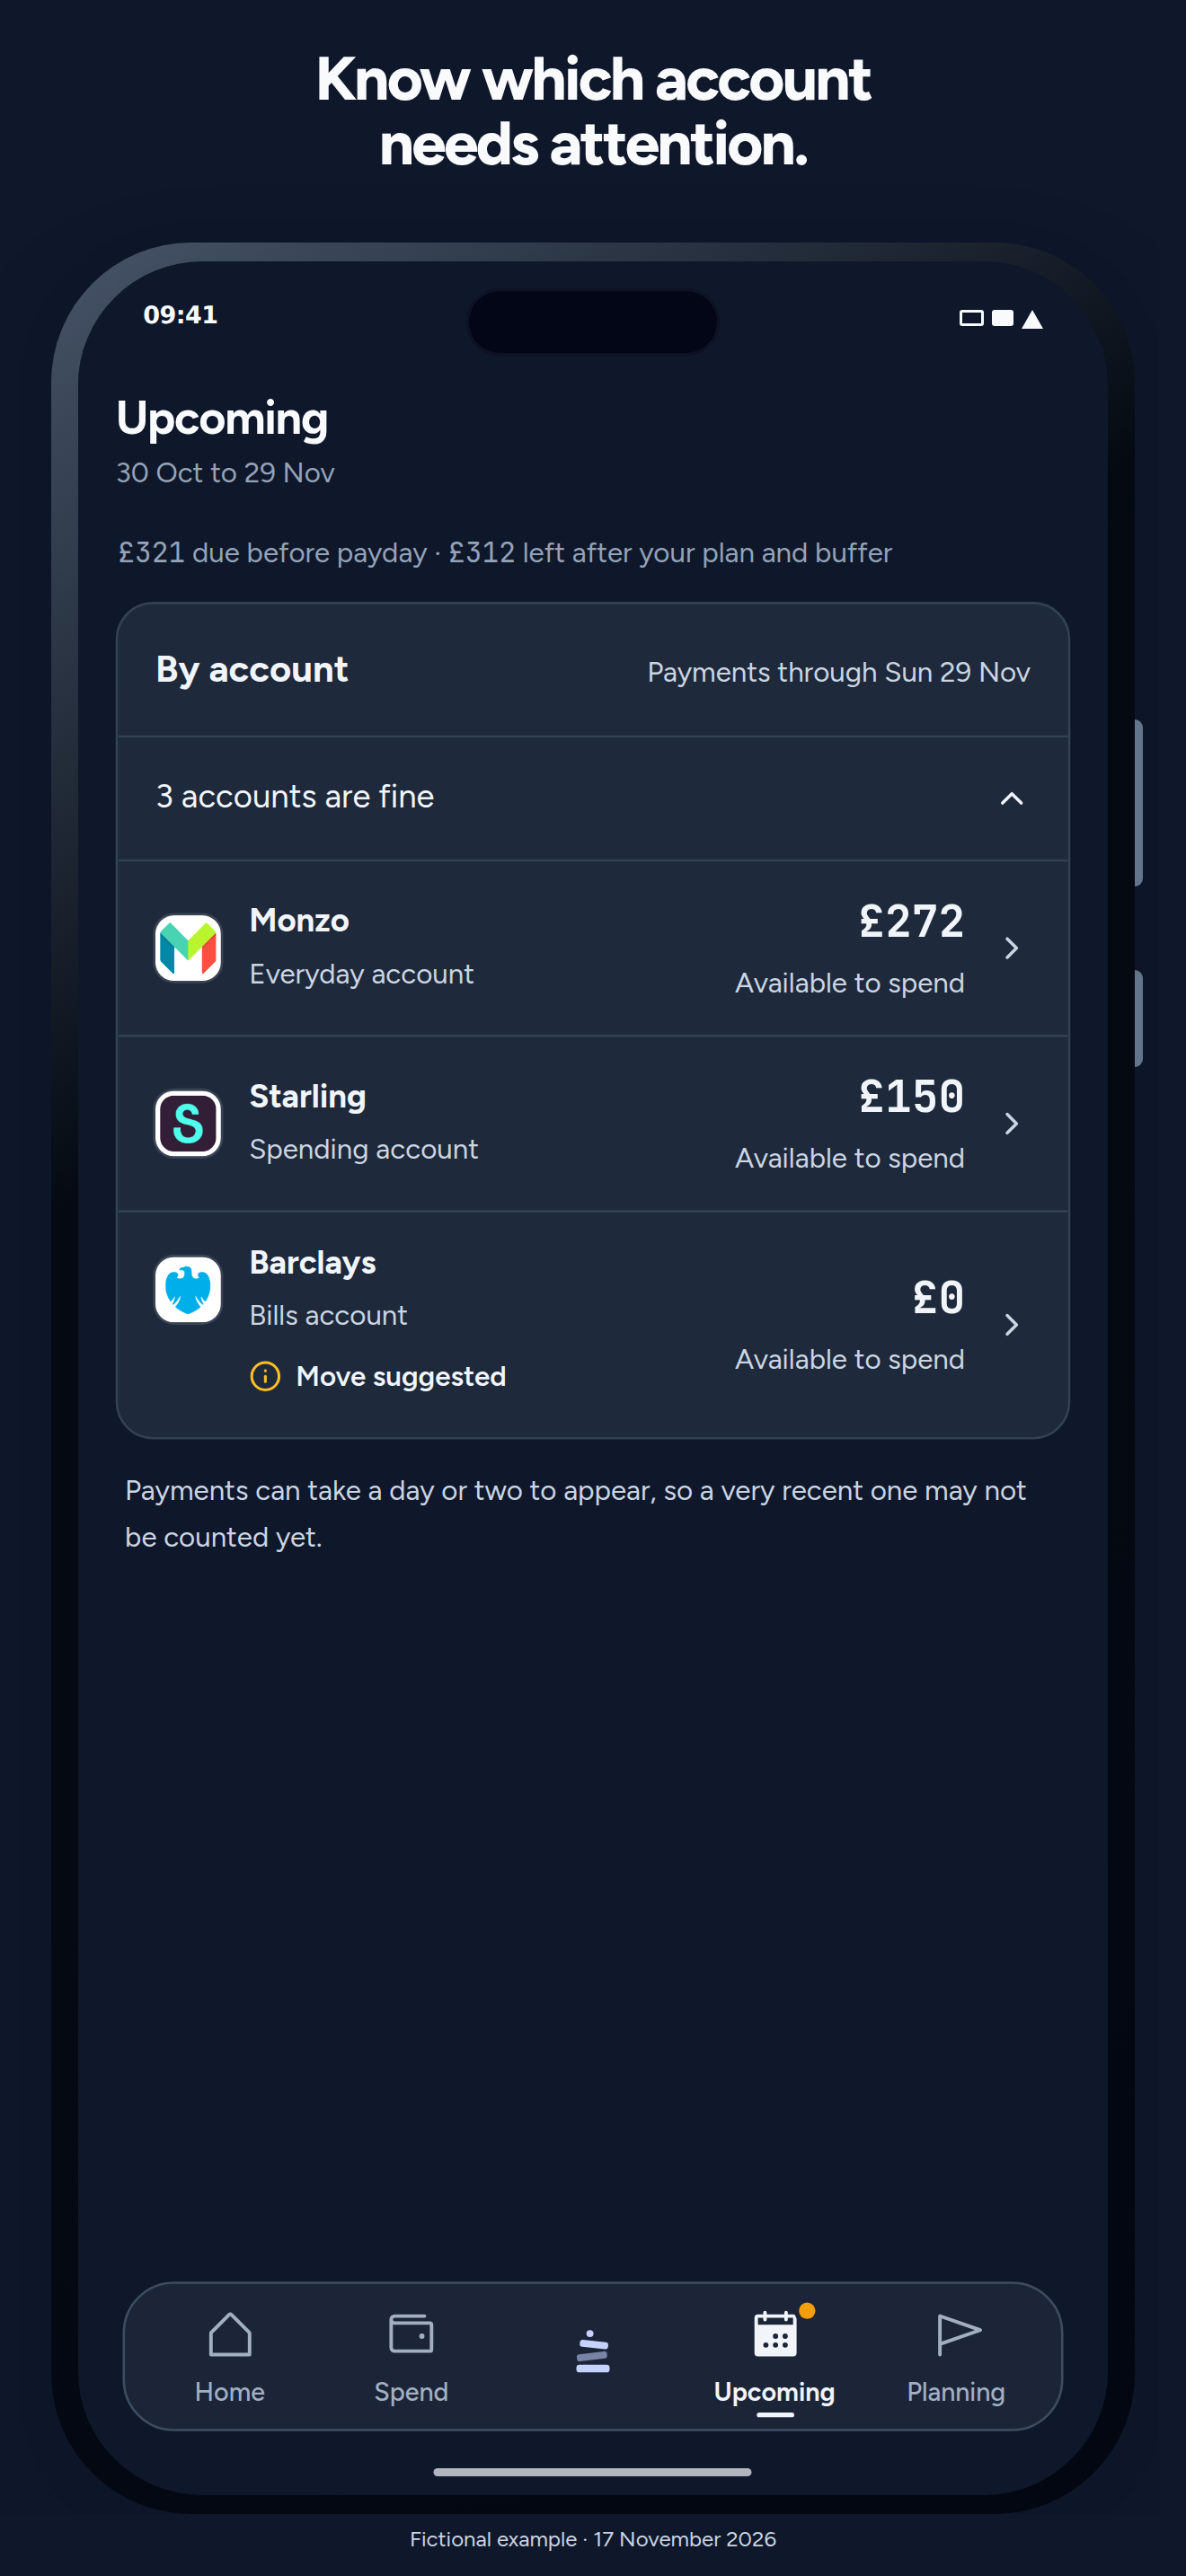 Know which account
needs attention.
09:41
Upcoming
30 Oct to 29 Nov
£321 due before payday · £312 left after your plan and buffer
By account
Payments through Sun 29 Nov
3 accounts are fine
Monzo
£272
Everyday account
Available to spend
S
Starling
£150
Spending account
Available to spend
Barclays
£0
Bills account
Available to spend
Move suggested
Payments can take a day or two to appear, so a very recent one may not
be counted yet.
Home
Spend
Upcoming
Planning
Fictional example · 17 November 2026